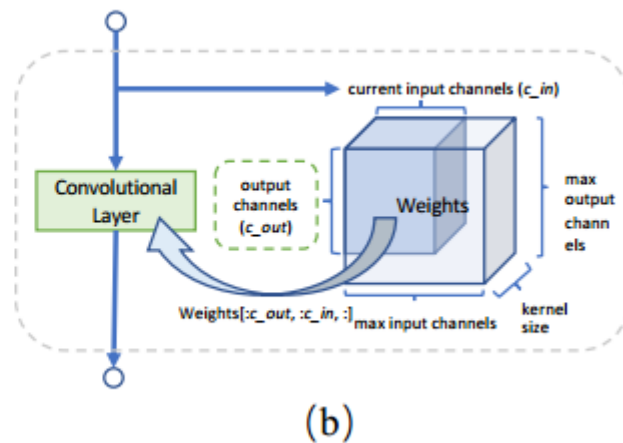 current input channels (c_in)
Convolutional
Layer
output
channels
(c_out)
Weights
max
output
chann
els
Weights[:c_out, :c_in, :]
max input channels
kernel
size
(b)